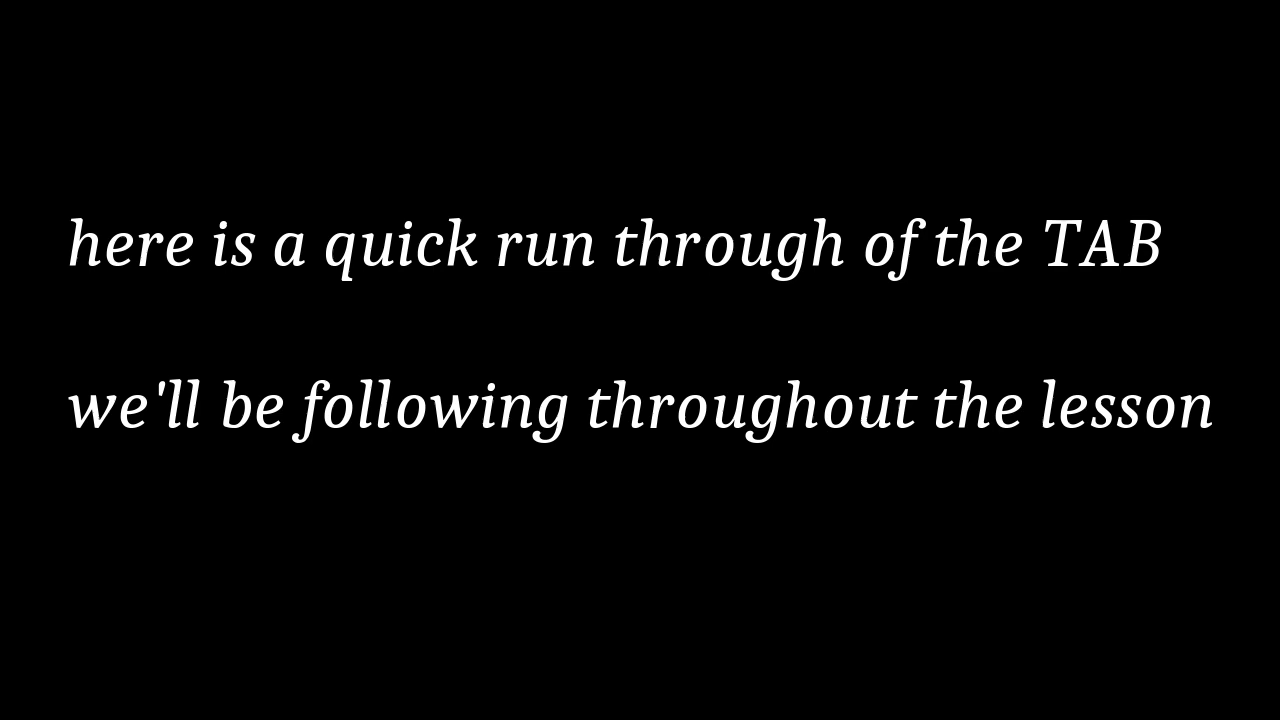 here is a quick run through of the TAB
we'll be following throughout the lesson